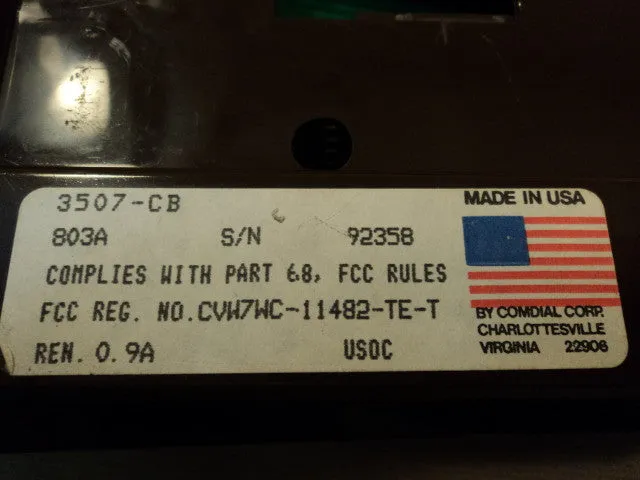 3507-CB
MADE IN USA
803A S/N 92358
COMPLIES WITH PART 68, FCC RULES
FCC REG. NO.CVW7WC-11482-TE-T
BY COMDIAL CORP.
CHARLOTTESVILLE
VIRGINIA 22906
REN. 0.9A USOC